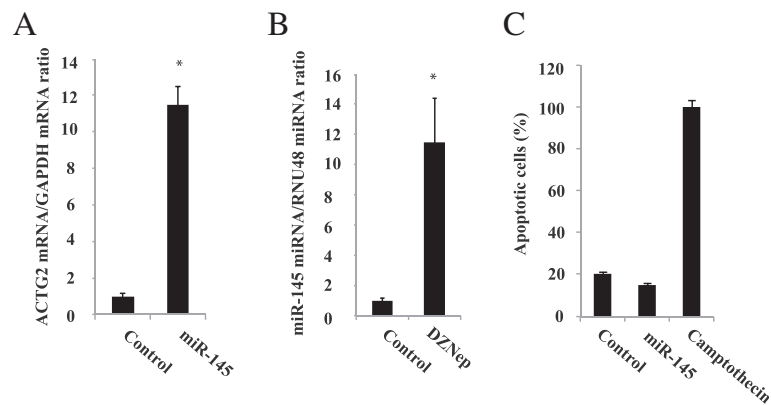 A
ACTG2 mRNA/GAPDH mRNA ratio
14
12
10
8
6
4
2
0
*
Control
miR-145
B
miR-145 miRNA/RNU48 miRNA ratio
16
14
12
10
8
6
4
2
0
*
Control
DZNep
C
Apoptotic cells (%)
120
100
80
60
40
20
0
Control
miR-145
Camptothecin